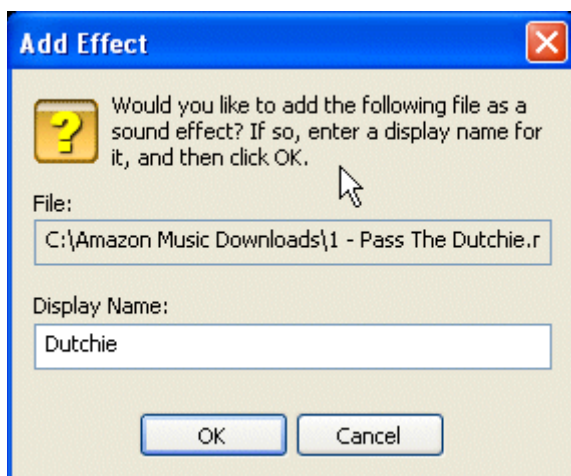 Add Effect
Would you like to add the following file as a
sound effect? If so, enter a display name for
it, and then click OK.
File:
C:\Amazon Music Downloads\1 - Pass The Dutchie.r
Display Name:
Dutchie
OK
Cancel